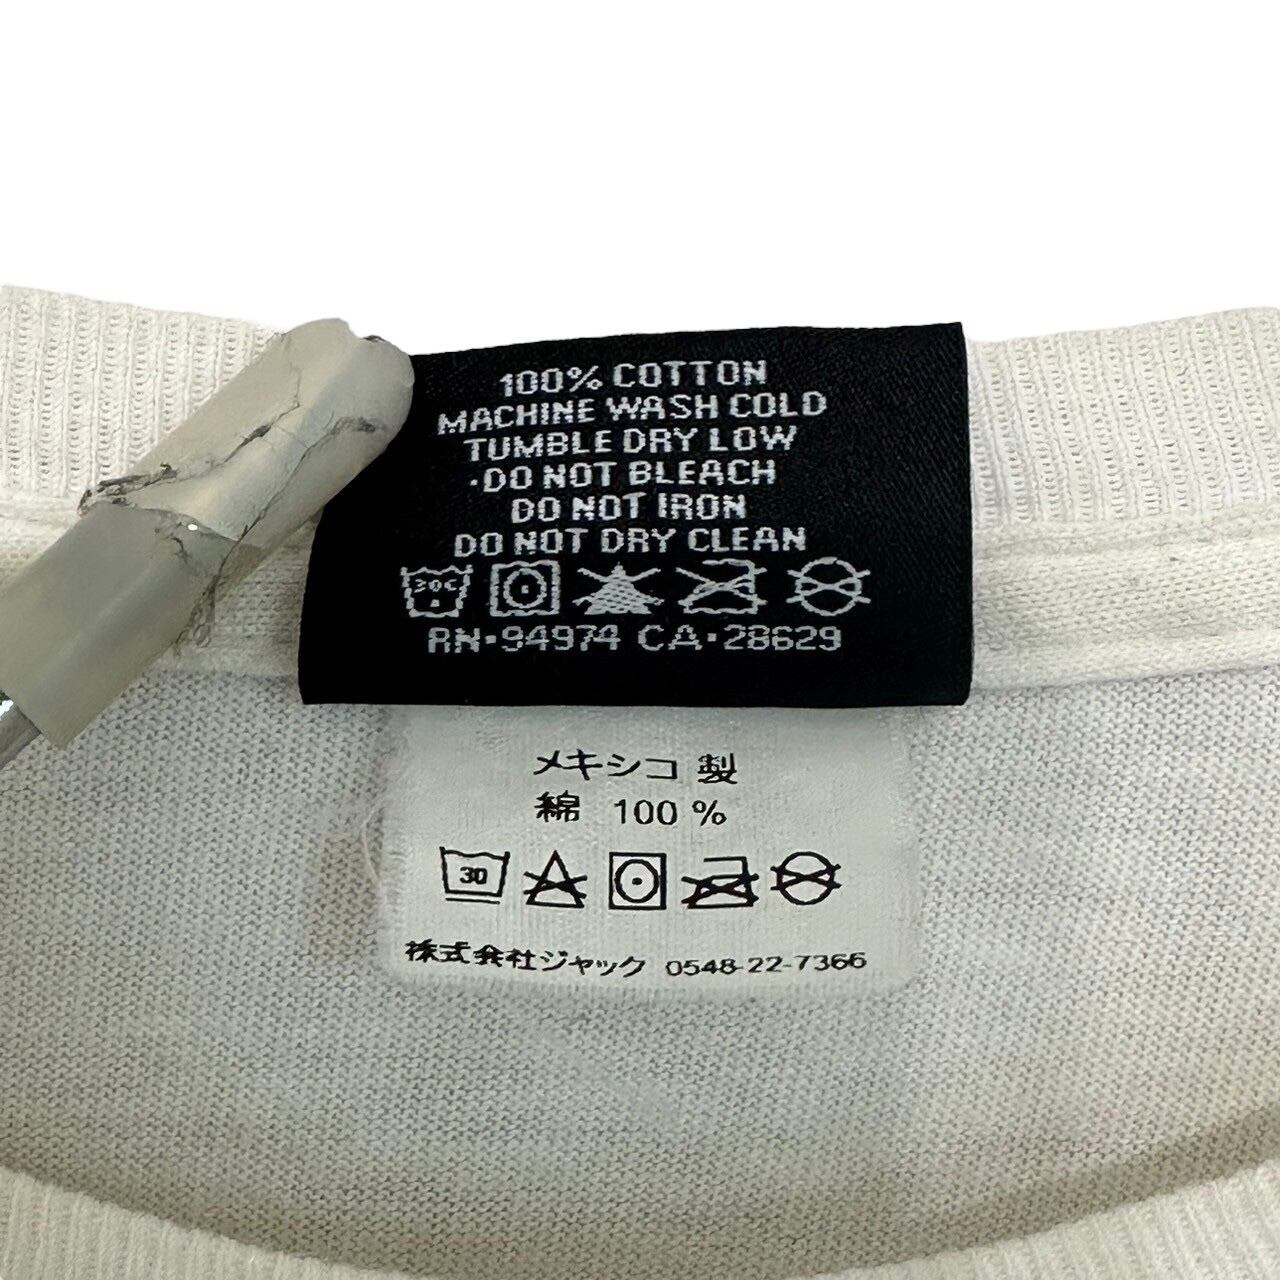 100% COTTON
MACHINE WASH COLD
TUMBLE DRY LOW
·DO NOT BLEACH
DO NOT IRON
DO NOT DRY CLEAN
30C
RN·94974 CA·28629
メキシコ 製
綿 100 %
30
株式会社ジャック 0548-22-7366